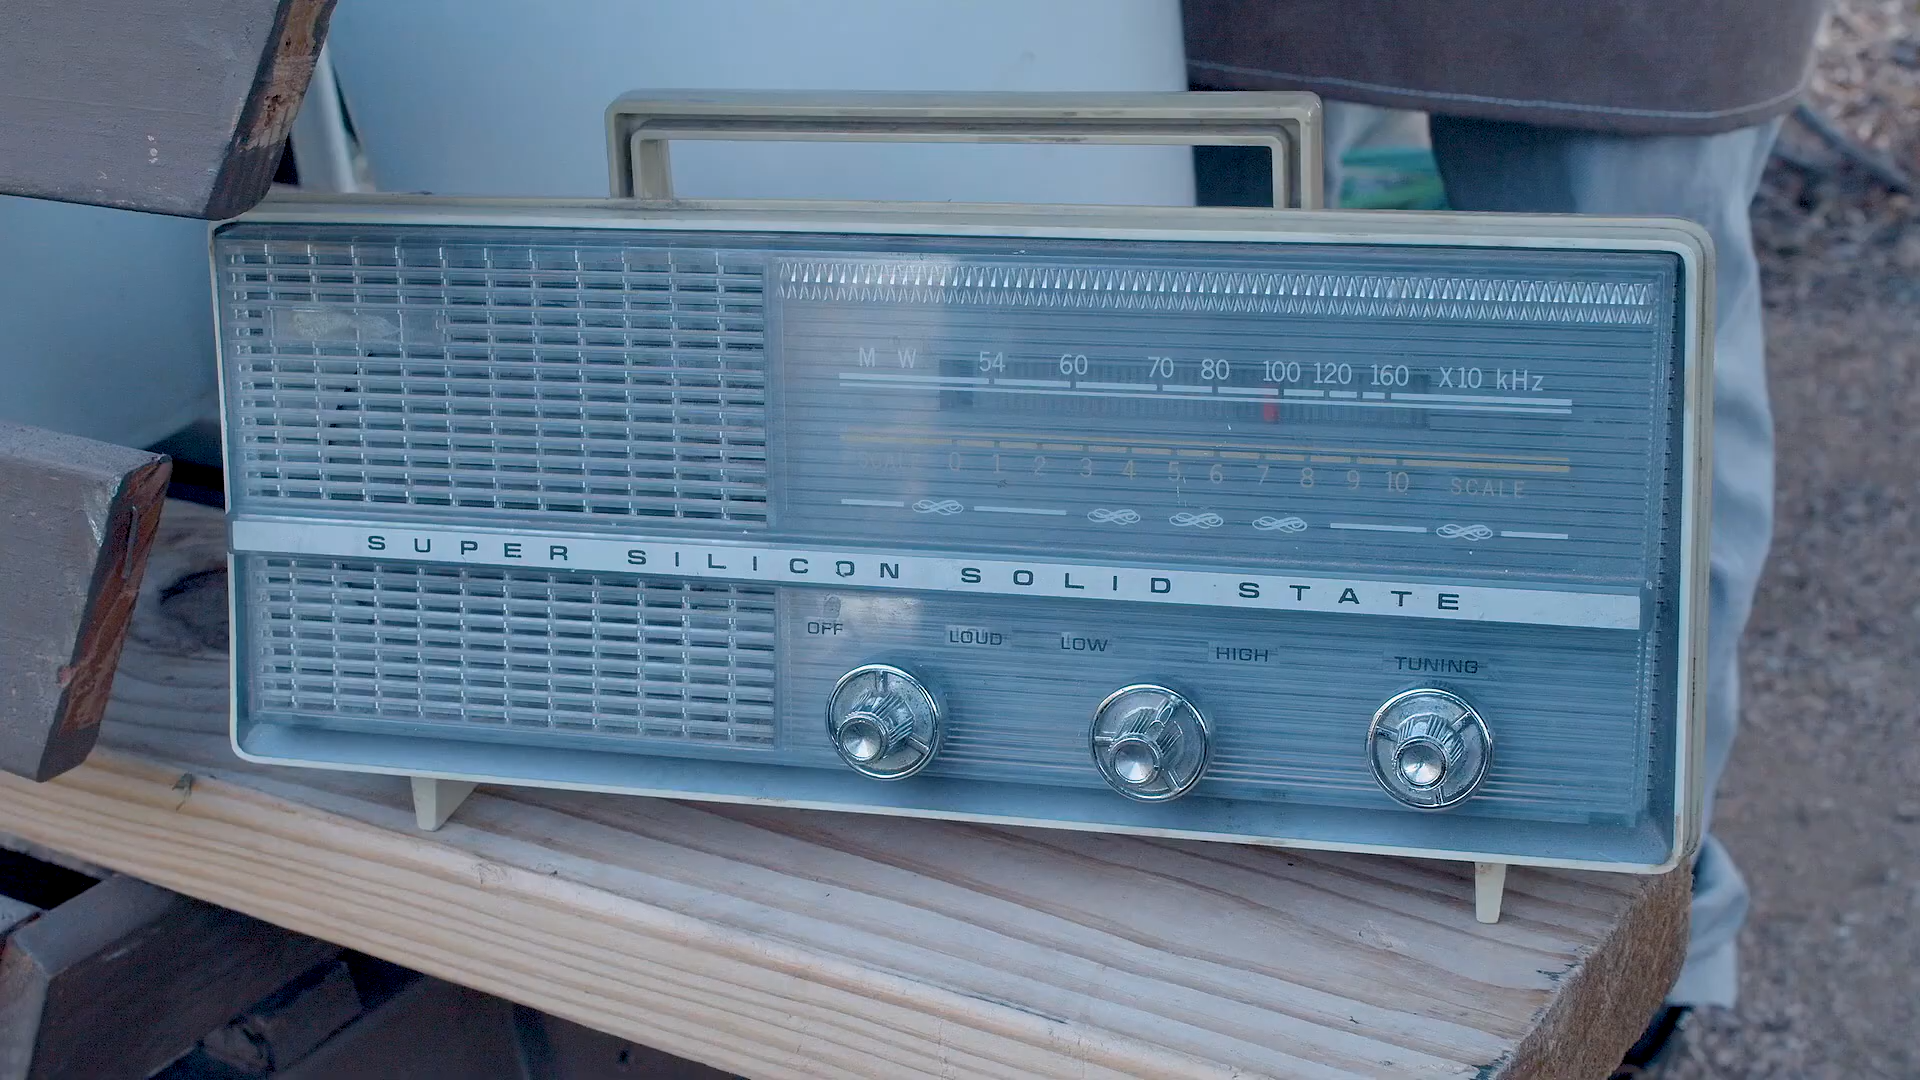 M W 54 60 70 80 100 120 160 X10 kHz
0 1 2 3 4 5 6 7 8 9 10 SCALE
SUPER SILICON SOLID STATE
OFF LOUD LOW HIGH TUNING